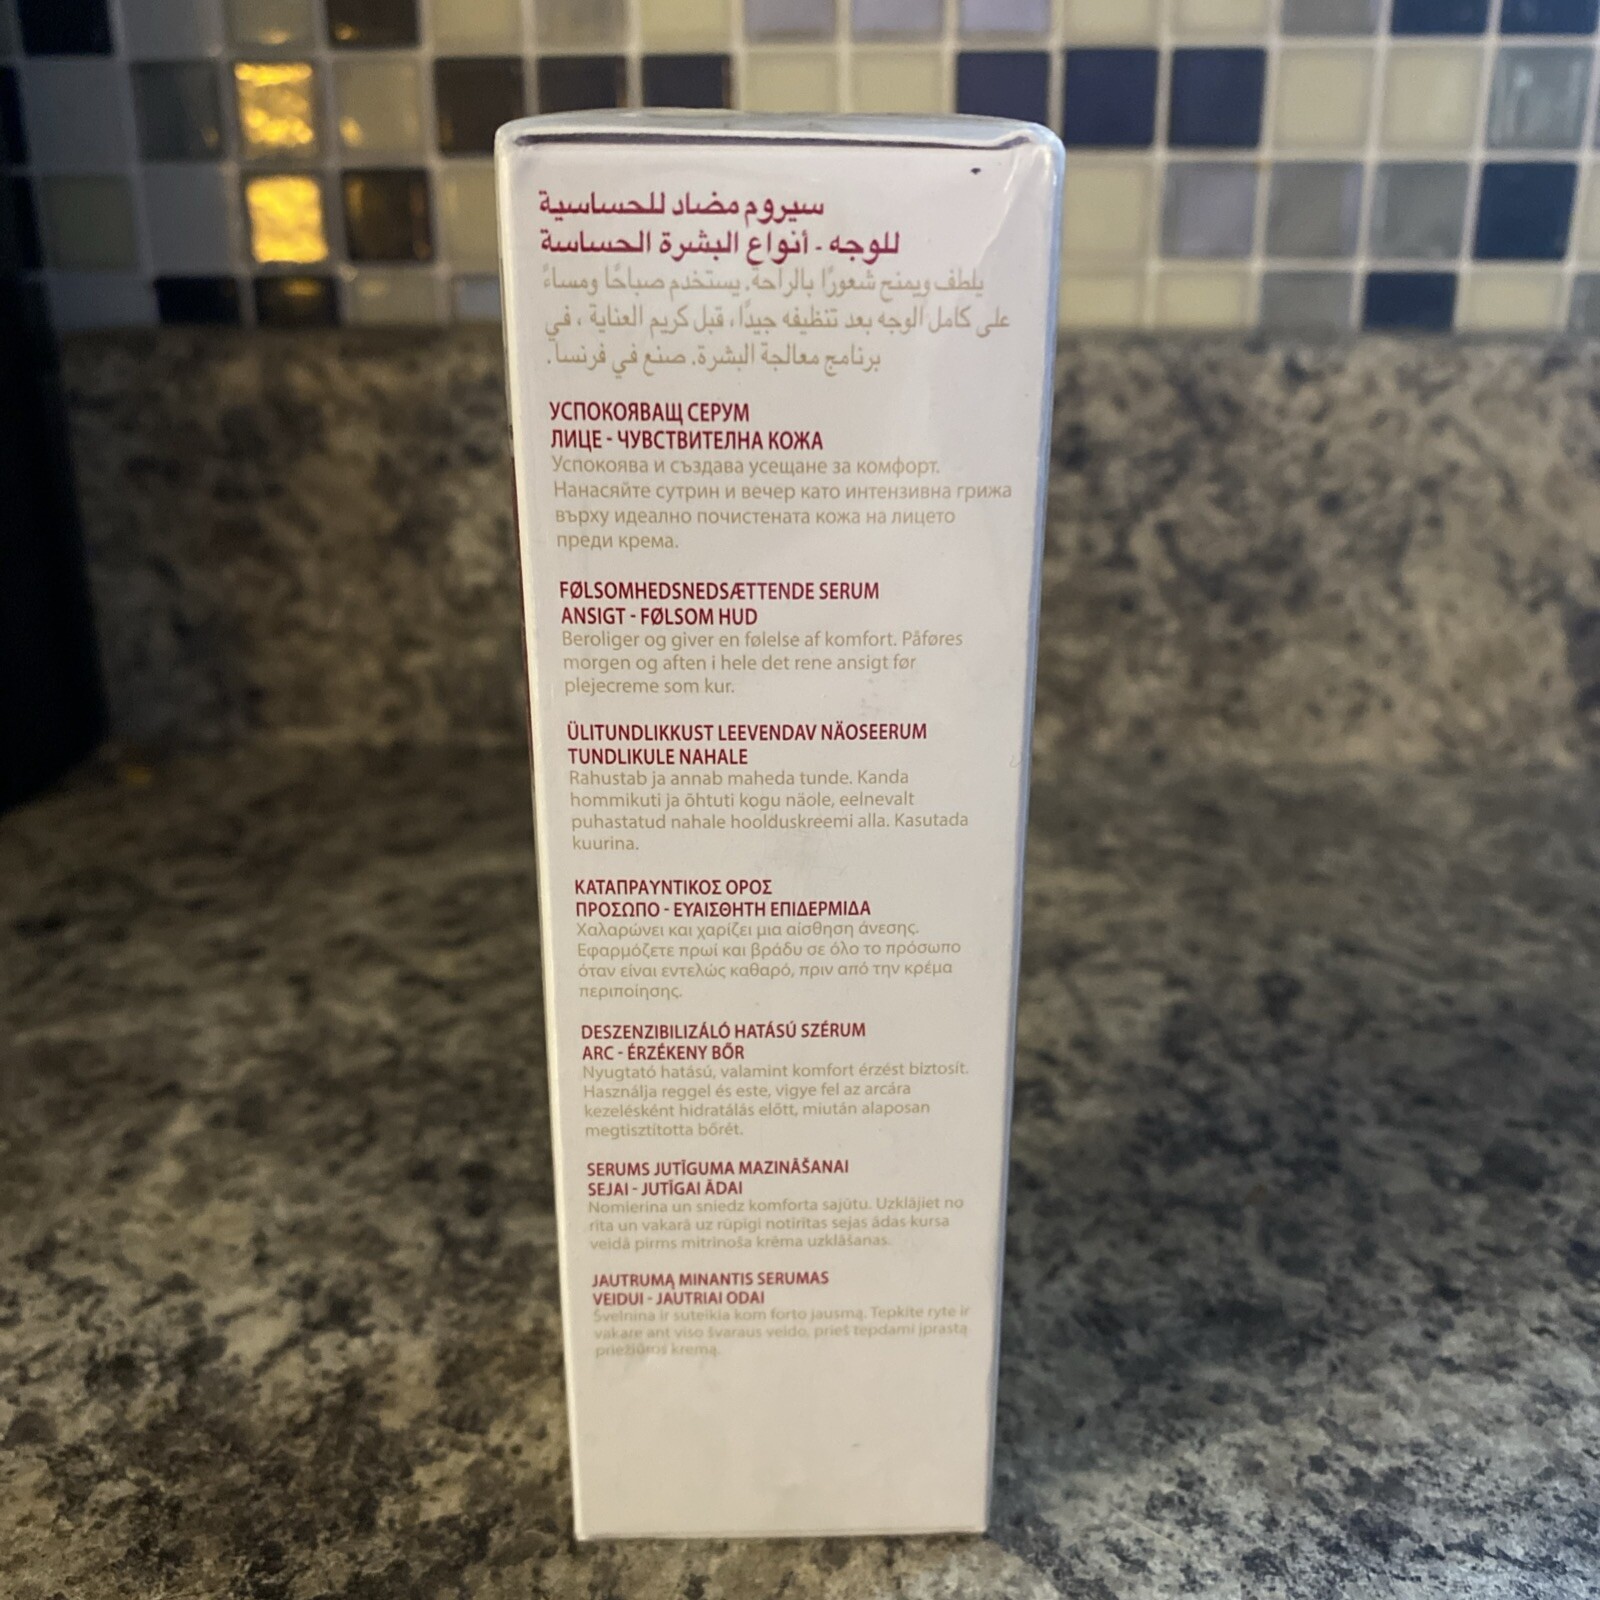 سيروم مضاد للحساسية
للوجه - أنواع البشرة الحساسة
يلطف ويمنح شعورًا بالراحة. يستخدم صباحًا ومساءً
على كامل الوجه بعد تنظيفه جيدًا، قبل كريم العناية ، في
برنامج معالجة البشرة. صنع في فرنسا.
УСПОКОЯВАЩ СЕРУМ
ЛИЦЕ - ЧУВСТВИТЕЛНА КОЖА
Успокоява и създава усещане за комфорт.
Нанасяйте сутрин и вечер като интензивна грижа
върху идеално почистената кожа на лицето
преди крема.
FØLSOMHEDSNEDSÆTTENDE SERUM
ANSIGT - FØLSOM HUD
Beroliger og giver en følelse af komfort. Påføres
morgen og aften i hele det rene ansigt før
plejecreme som kur.
ÜLITUNDLIKKUST LEEVENDAV NÄOSEERUM
TUNDLIKULE NAHALE
Rahustab ja annab maheda tunde. Kanda
hommikuti ja õhtuti kogu näole, eelnevalt
puhastatud nahale hoolduskreemi alla. Kasutada
kuurina.
ΚΑΤΑΠΡΑΥΝΤΙΚΟΣ ΟΡΟΣ
ΠΡΟΣΩΠΟ - ΕΥΑΙΣΘΗΤΗ ΕΠΙΔΕΡΜΙΔΑ
Χαλαρώνει και χαρίζει μια αίσθηση άνεσης.
Εφαρμόζετε πρωί και βράδυ σε όλο το πρόσωπο
όταν είναι εντελώς καθαρό, πριν από την κρέμα
περιποίησης.
DESZENZIBILIZÁLÓ HATÁSÚ SZÉRUM
ARC - ÉRZÉKENY BŐR
Nyugtató hatású, valamint komfort érzést biztosít.
Használja reggel és este, vigye fel az arcára
kezelésként hidratálás előtt, miután alaposan
megtisztította bőrét.
SERUMS JUTĪGUMA MAZINĀŠANAI
SEJAI - JUTĪGAI ĀDAI
Nomierina un sniedz komforta sajūtu. Uzklājiet no
rīta un vakarā uz rūpīgi notīrītas sejas ādas kursa
veidā pirms mitrinoša krēma uzklāšanas.
JAUTRUMĄ MINANTIS SERUMAS
VEIDUI - JAUTRIAI ODAI
Švelnina ir suteikia kom forto jausmą. Tepkite ryte ir
vakare ant viso švaraus veido, prieš tepdami įprastą
priežiūros kremą.